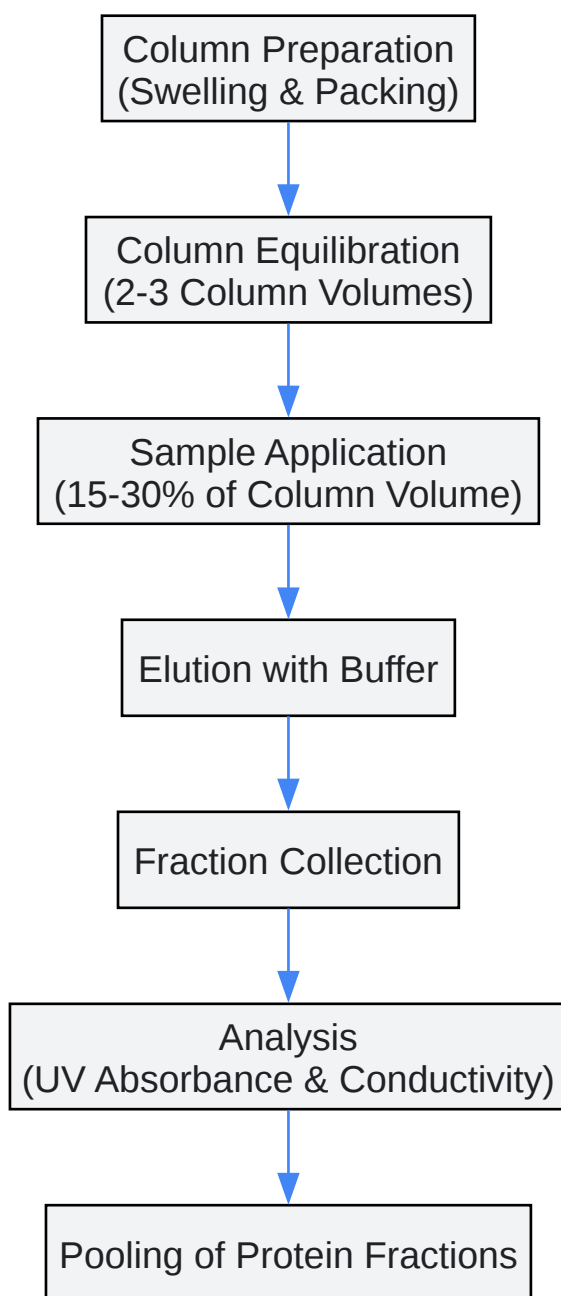 Column Preparation
(Swelling & Packing)
Column Equilibration
(2-3 Column Volumes)
Sample Application
(15-30% of Column Volume)
Elution with Buffer
Fraction Collection
Analysis
(UV Absorbance & Conductivity)
Pooling of Protein Fractions